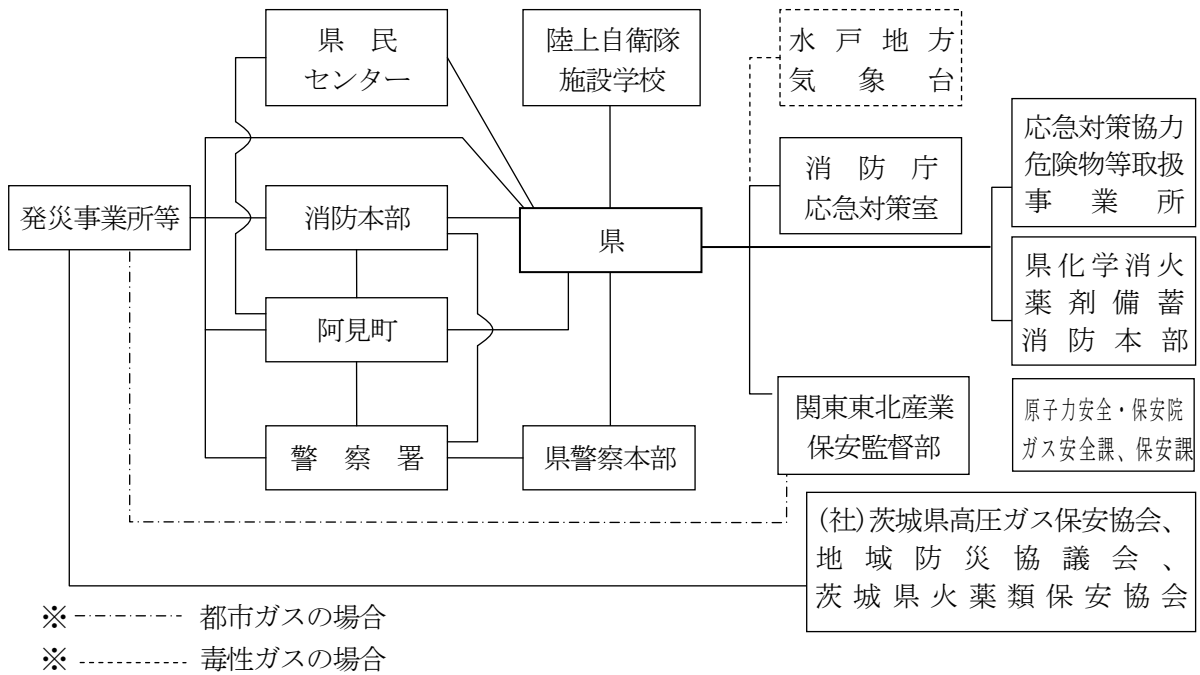 県民
センター
陸上自衛隊
施設学校
水戸地方
気象台
応急対策協力
危険物等取扱
事業所
消防庁
応急対策室
発災事業所等
消防本部
県
県化学消火
薬剤備蓄
消防本部
阿見町
関東東北産業
保安監督部
原子力安全・保安院
ガス安全課、保安課
警察署
県警察本部
(社)茨城県高圧ガス保安協会、
地域防災協議会、
茨城県火薬類保安協会
※ 都市ガスの場合
※ 毒性ガスの場合